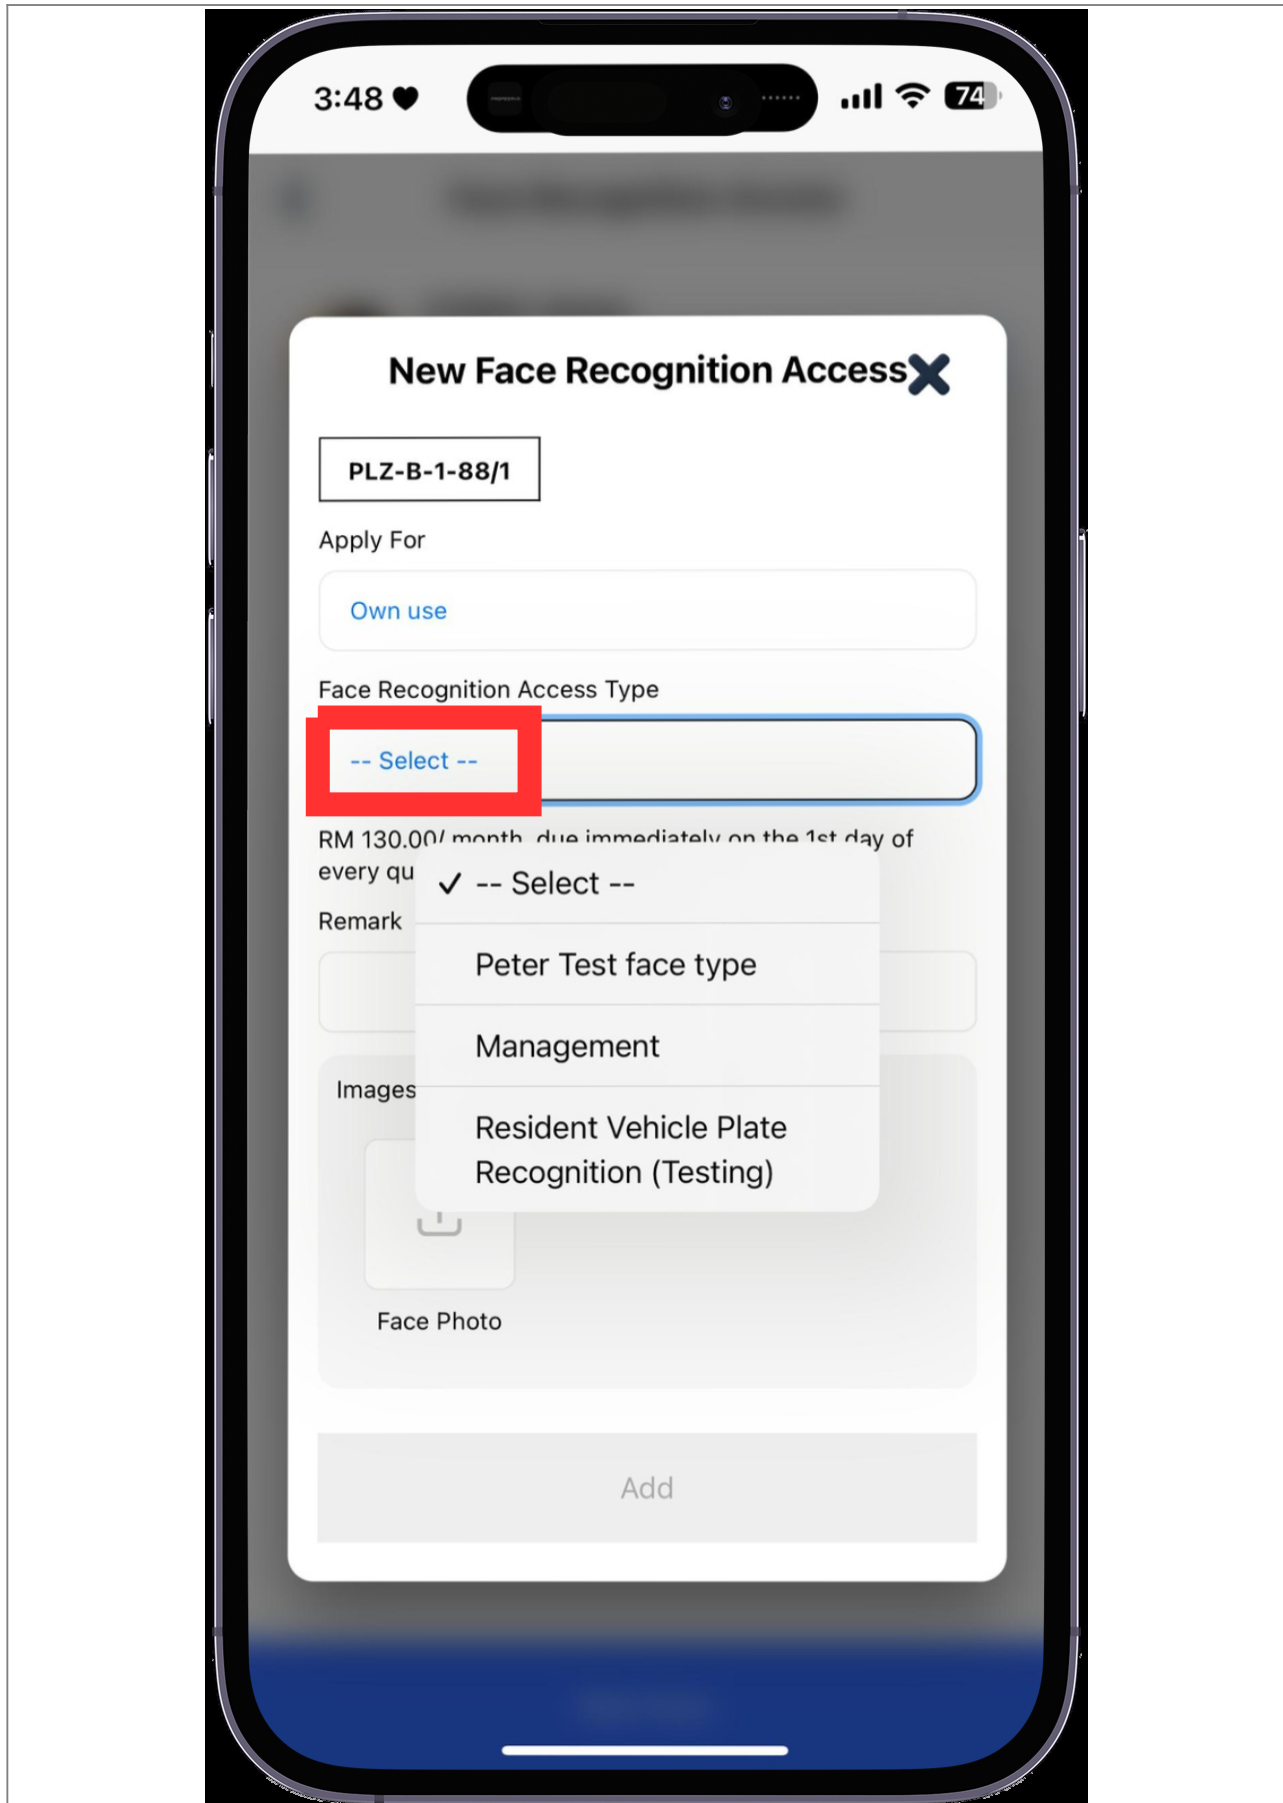 3:48
74
New Face Recognition Access
PLZ-B-1-88/1
Apply For
Own use
Face Recognition Access Type
-- Select --
RM 130.00/ month, due immediately on the 1st day of
every qu
✓ -- Select --
Remark
Peter Test face type
Management
Images
Resident Vehicle Plate
Recognition (Testing)
Face Photo
Add